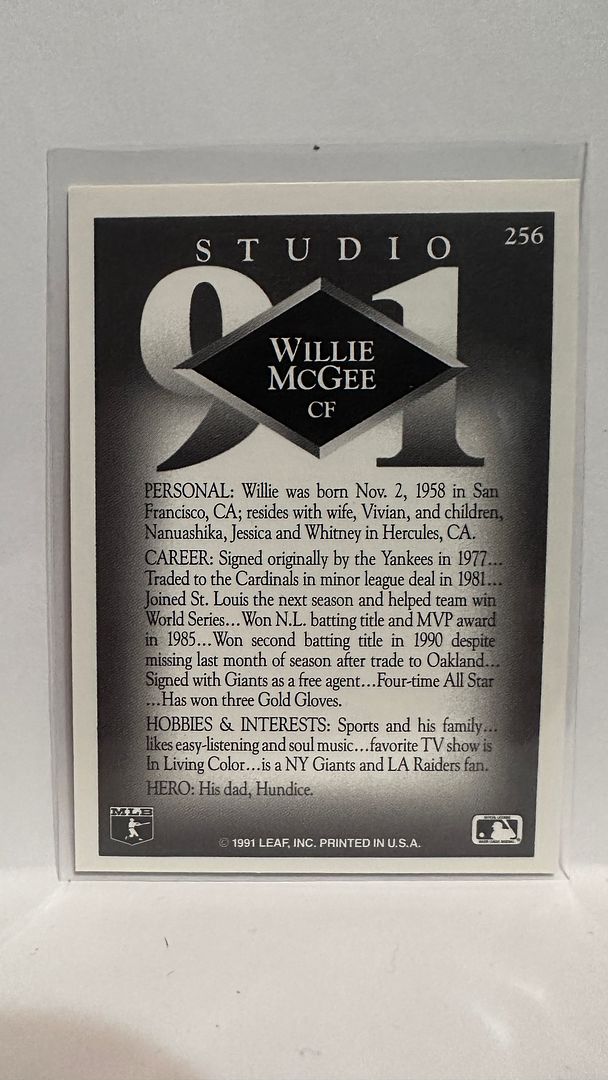 256
STUDIO
91
WILLIE
MCGEE
CF
PERSONAL: Willie was born Nov. 2, 1958 in San
Francisco, CA; resides with wife, Vivian, and children,
Nanuashika, Jessica and Whitney in Hercules, CA.
CAREER: Signed originally by the Yankees in 1977...
Traded to the Cardinals in minor league deal in 1981...
Joined St. Louis the next season and helped team win
World Series...Won N.L. batting title and MVP award
in 1985...Won second batting title in 1990 despite
missing last month of season after trade to Oakland...
Signed with Giants as a free agent...Four-time All Star
...Has won three Gold Gloves.
HOBBIES & INTERESTS: Sports and his family...
likes easy-listening and soul music...favorite TV show is
In Living Color...is a NY Giants and LA Raiders fan.
HERO: His dad, Hundice.
MLB
© 1991 LEAF, INC. PRINTED IN U.S.A.